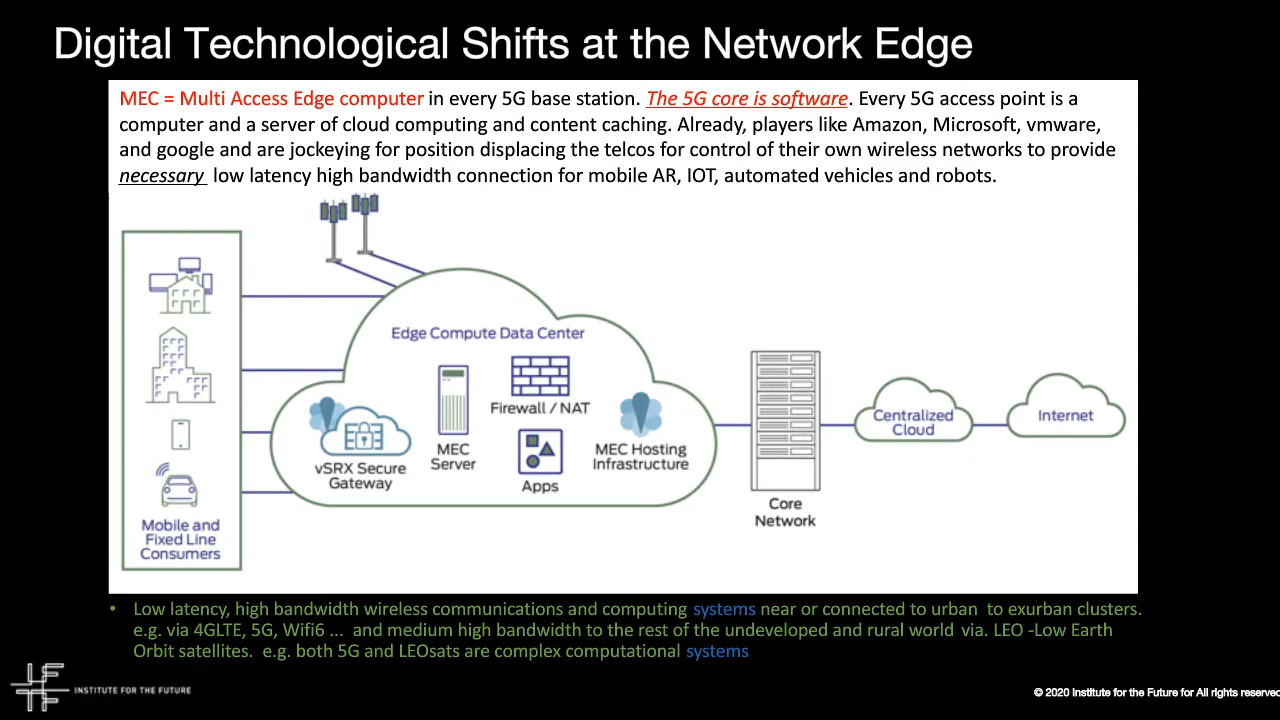 Digital Technological Shifts at the Network Edge
MEC = Multi Access Edge computer in every 5G base station. The 5G core is software. Every 5G access point is a
computer and a server of cloud computing and content caching. Already, players like Amazon, Microsoft, vmware,
and google and are jockeying for position displacing the telcos for control of their own wireless networks to provide
necessary low latency high bandwidth connection for mobile AR, IOT, automated vehicles and robots.
Edge Compute Data Center
Firewall / NAT
vSRX Secure
Gateway
MEC
Server
Apps
MEC Hosting
Infrastructure
Mobile and
Fixed Line
Consumers
Core
Network
Centralized
Cloud
Internet
• Low latency, high bandwidth wireless communications and computing systems near or connected to urban to exurban clusters.
e.g. via 4GLTE, 5G, Wifi6 ... and medium high bandwidth to the rest of the undeveloped and rural world via. LEO -Low Earth
Orbit satellites. e.g. both 5G and LEOsats are complex computational systems
INSTITUTE FOR THE FUTURE
© 2020 Institute for the Future for All rights reserved